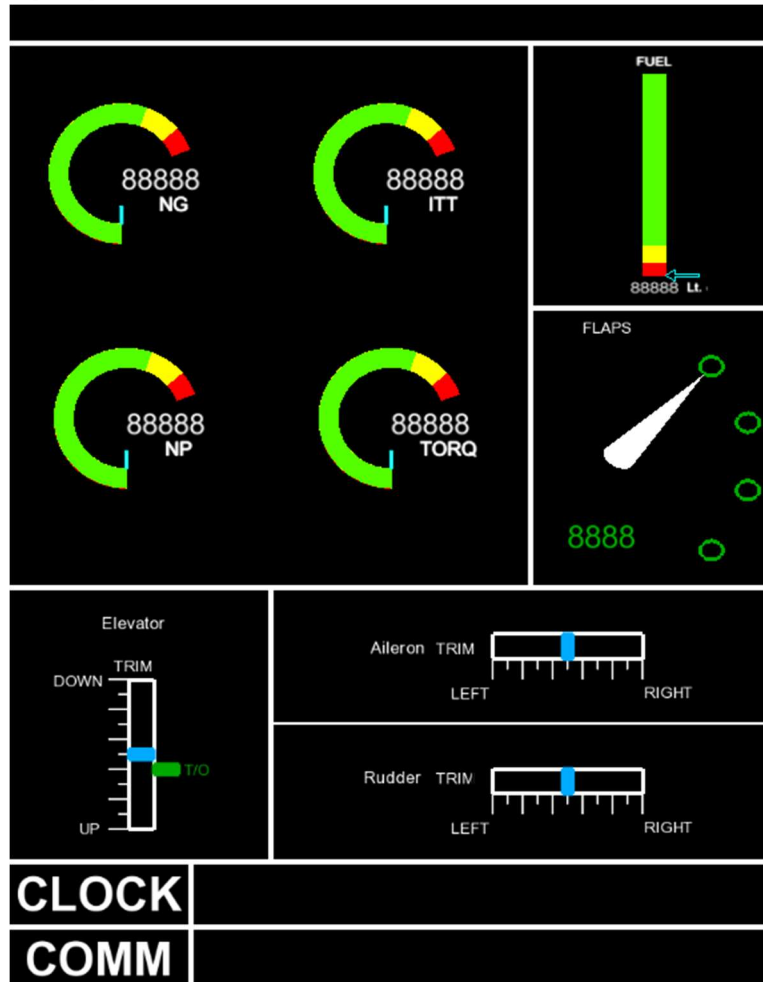 88888
NG
88888
ITT
88888
NP
88888
TORQ
FUEL
88888 Lt.
FLAPS
8888
Elevator
TRIM
DOWN
T/O
UP
Aileron TRIM
LEFT RIGHT
Rudder TRIM
LEFT RIGHT
CLOCK
COMM